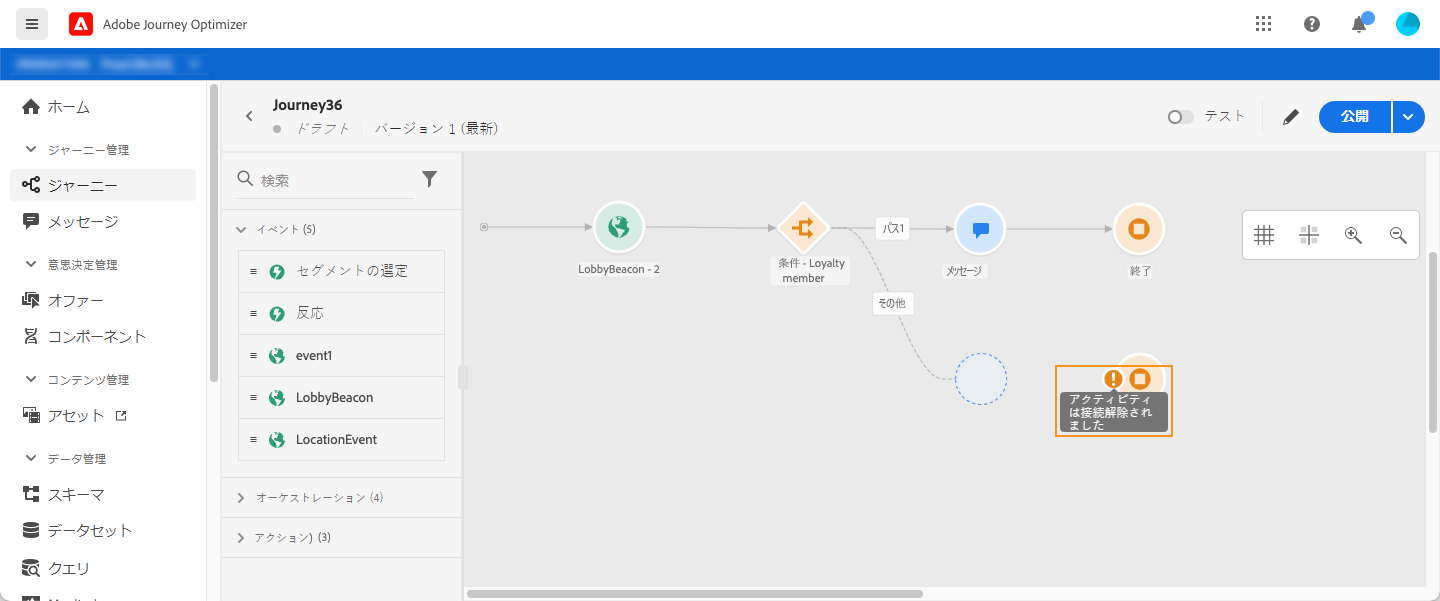 Adobe Journey Optimizer
ホーム
ジャーニー管理
ジャーニー
メッセージ
意思決定管理
オファー
コンポーネント
コンテンツ管理
アセット
データ管理
スキーマ
データセット
クエリ
Journey36
ドラフト
バージョン 1 (最新)
テスト
公開
検索
イベント (5)
セグメントの選定
反応
event1
LobbyBeacon
LocationEvent
オーケストレーション (4)
アクション) (3)
LobbyBeacon - 2
条件 - Loyalty
member
パス1
その他
メッセージ
終了
アクティビティ
は接続解除され
ました